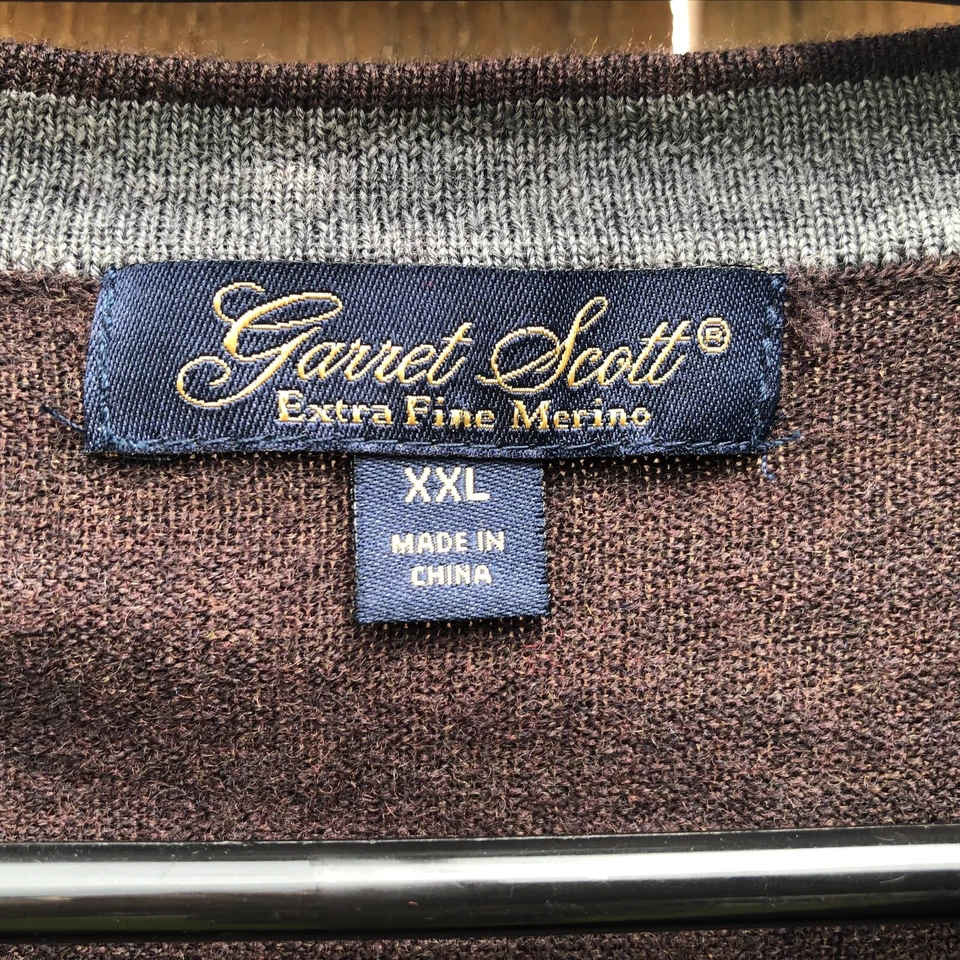 Garret Scott®
Extra Fine Merino
XXL
MADE IN
CHINA